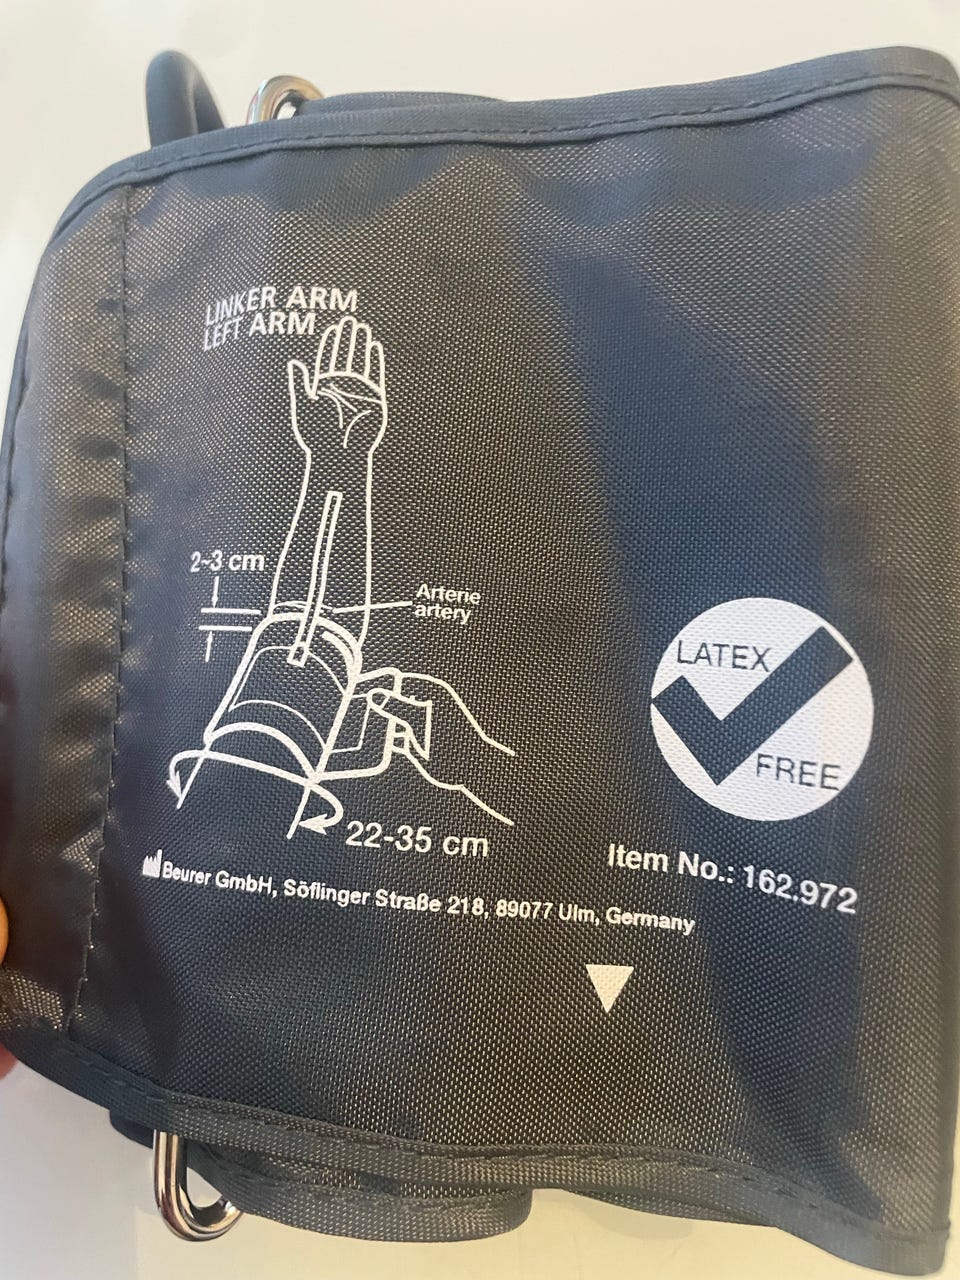 LINKER ARM
LEFT ARM
2~3 cm
Arterie
artery
LATEX
FREE
22-35 cm
Item No.: 162.972
Beurer GmbH, Söflinger Straße 218, 89077 Ulm, Germany